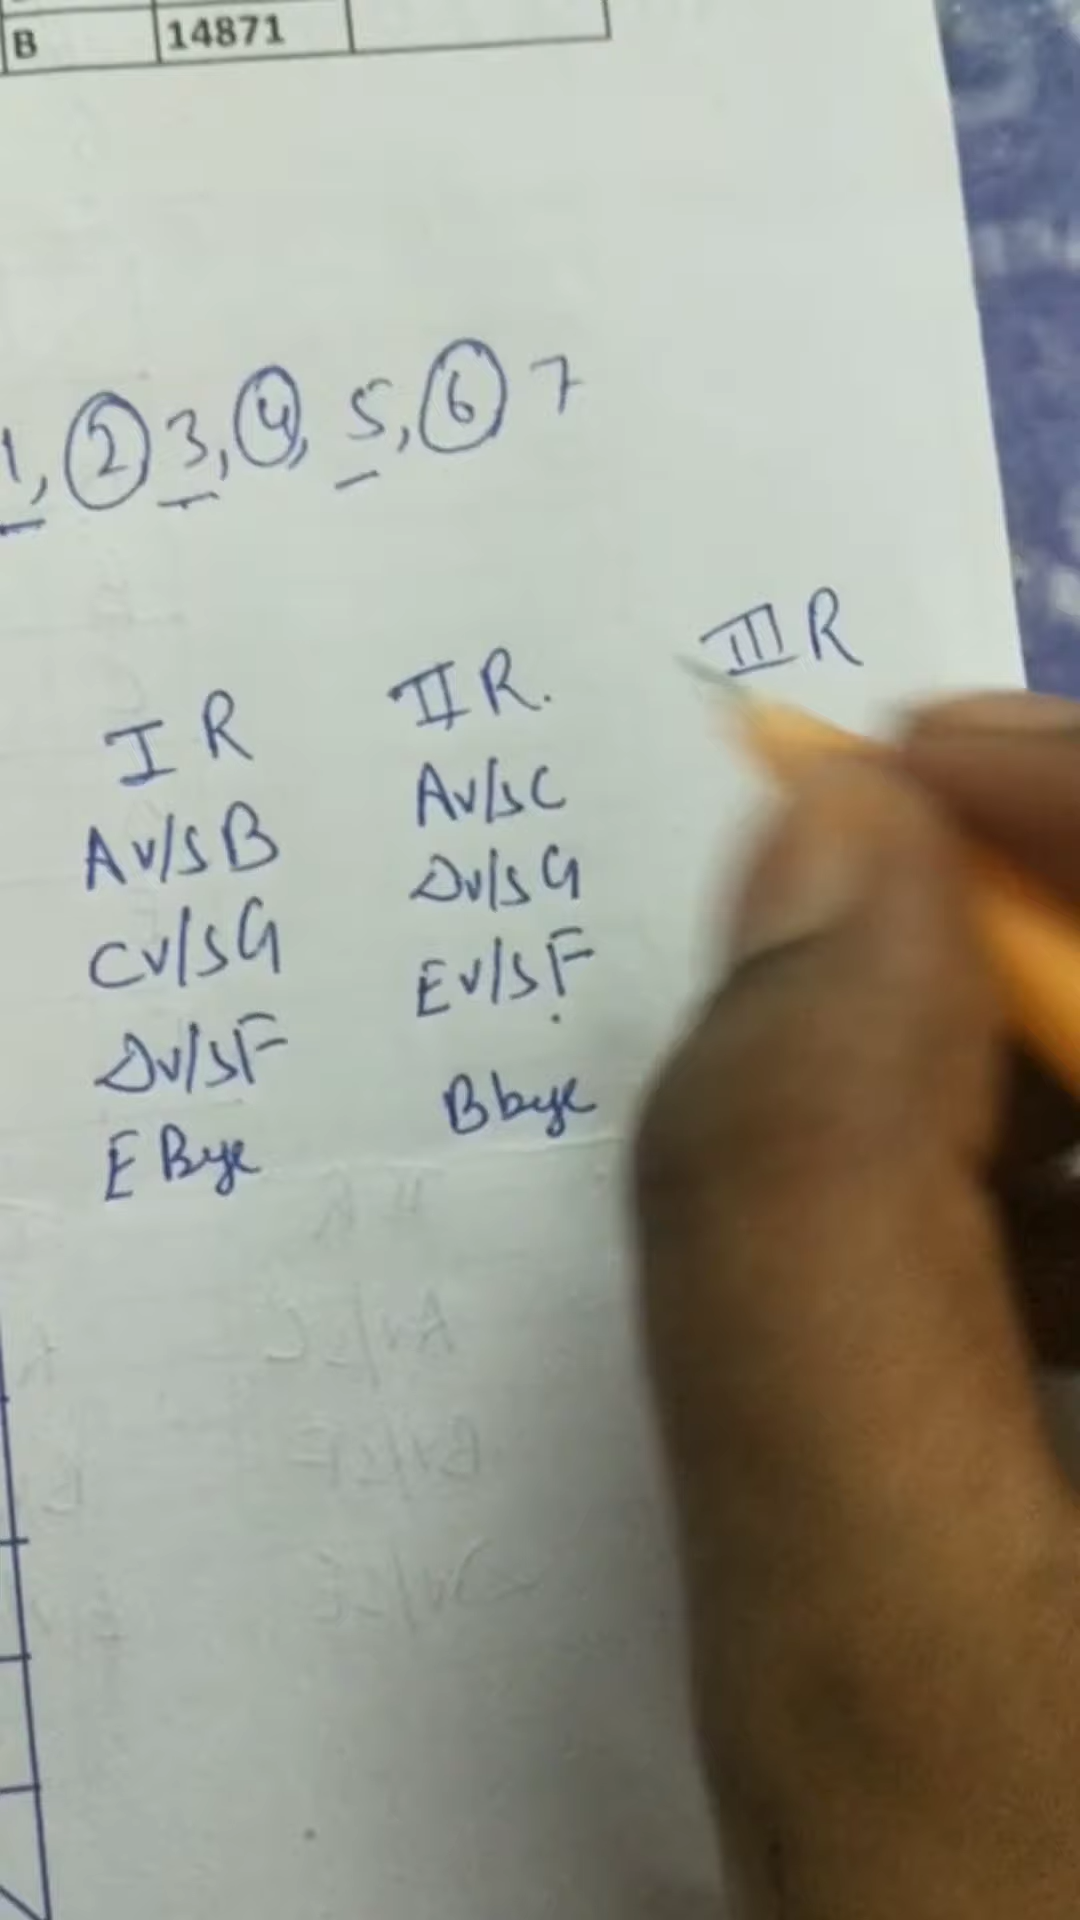 B 14871
1, 2 3, 4, 5, 6 7
I R
A v/s B
C v/s G
D v/s F
E Bye
II R.
A v/s C
D v/s G
E v/s F
B bye
III R